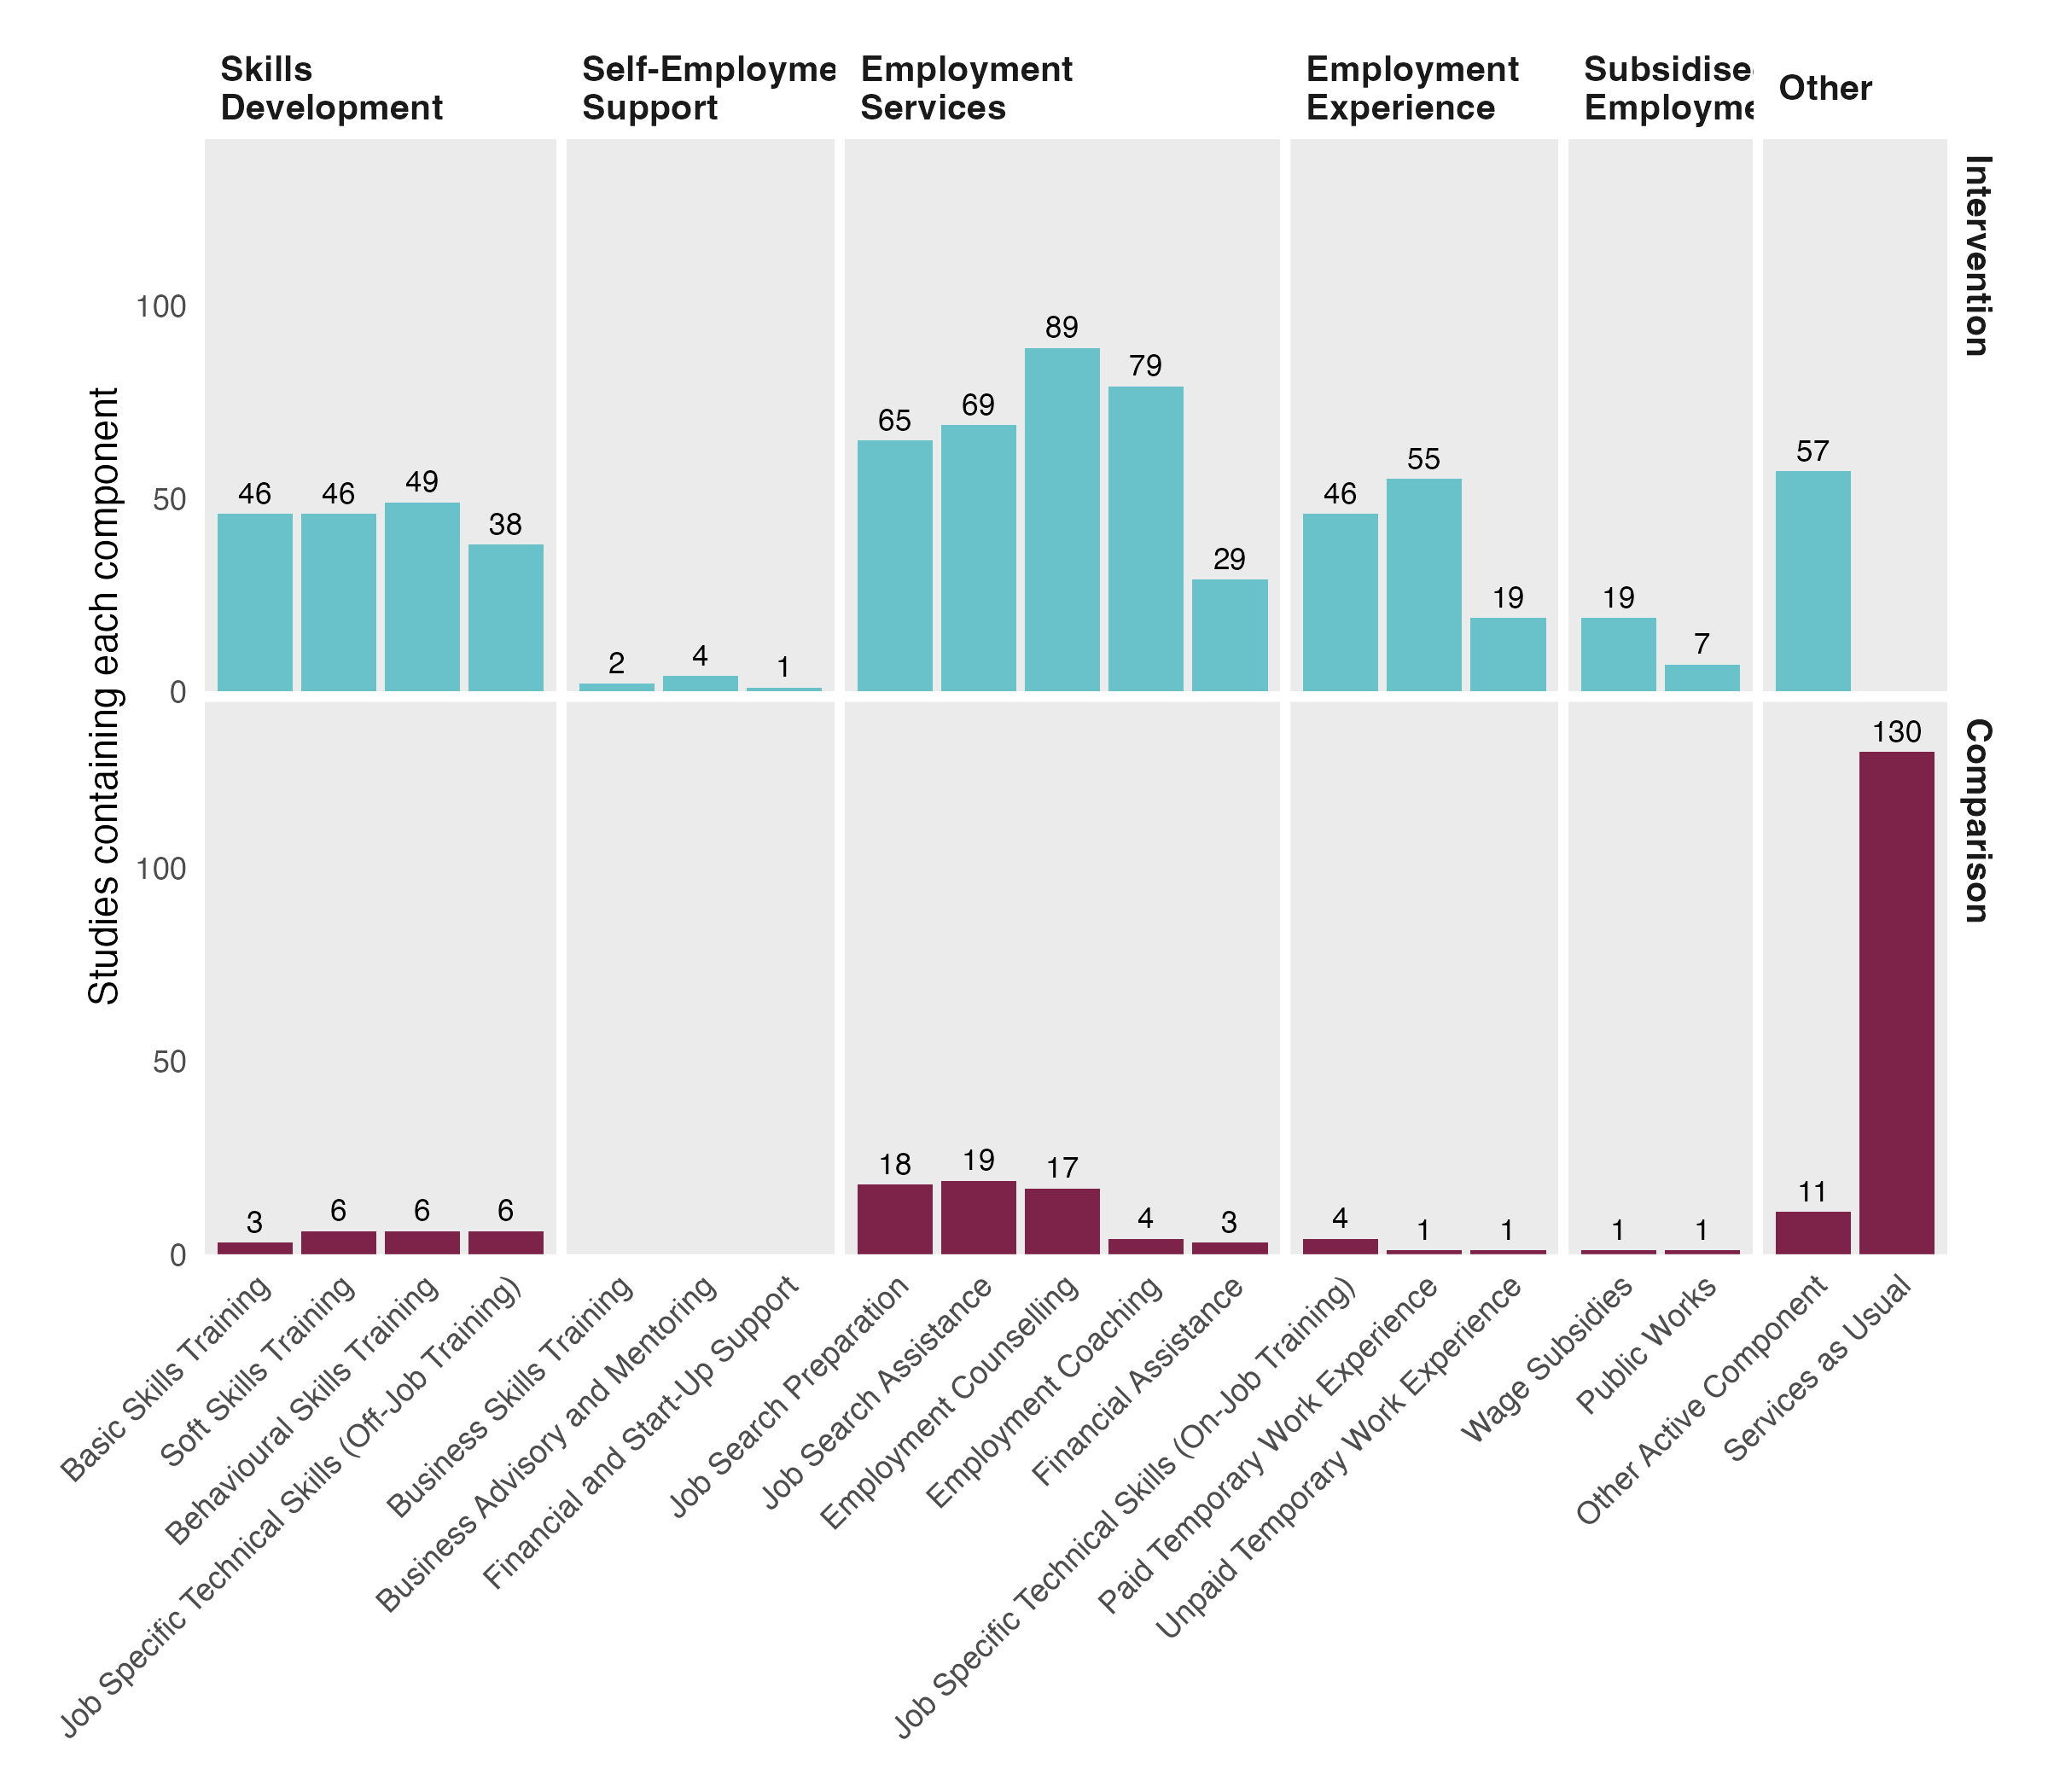 Skills
Development
Self-Employme
Support
Employment
Services
Employment
Experience
Subsidise
Employme
Other
Studies containing each component
Intervention
100
50
0
46
46
49
38
2
4
1
65
69
89
79
29
46
55
19
19
7
57
Comparison
100
50
0
3
6
6
6
18
19
17
4
3
4
1
1
1
1
11
130
Basic Skills Training
Soft Skills Training
Behavioural Skills Training
Job Specific Technical Skills (Off-Job Training)
Business Skills Training
Business Advisory and Mentoring
Financial and Start-Up Support
Job Search Preparation
Job Search Assistance
Employment Counselling
Employment Coaching
Financial Assistance
Job Specific Technical Skills (On-Job Training)
Paid Temporary Work Experience
Unpaid Temporary Work Experience
Wage Subsidies
Public Works
Other Active Component
Services as Usual